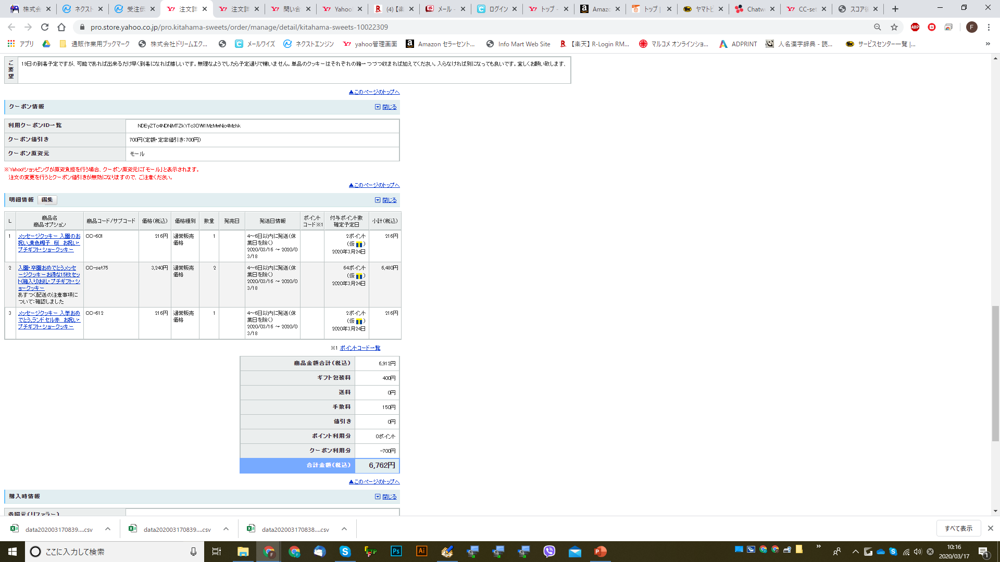 株式会
ネクスト
受注伝
注文詳
注文詳
問い合
Yahoo!
(4)【楽
メール -
ログイン
トップ -
Amaz
トップ |
ヤマトビ
Chatw
CC-se
スコア
pro.store.yahoo.co.jp/pro.kitahama-sweets/order/manage/detail/kitahama-sweets-10022309
アプリ
通販作業用ブックマーク
株式会社ドリームエク...
メールワイズ
ネクストエンジン
yahoo管理画面
Amazon セラーセント...
Info Mart Web Site
【楽天】R-Login RM...
マルコメ オンラインショ...
ADPRINT
人名漢字辞典 - 読...
サービスセンター一覧 |...
ご要望
19日の到着予定ですが、可能であれば出来るだけ早く到着になれば嬉しいです。無理なようでしたら予定通りで構いません。単品のクッキーはそれぞれの箱一つづつ収まれば加えてください。入らなければ別になっても良いです。宜しくお願い致します、
▲このページのトップへ
クーポン情報
閉じる
利用クーポンID一覧
クーポン値引き
700円(定額・定率値引き:700円)
クーポン原資元
モール
※Yahoo!ショッピングが原資負担を行う場合、クーポン原資元に「モール」と表示されます。
注文の変更を行うとクーポン値引きが無効になりますので、ご注意ください。
▲このページのトップへ
明細情報 編集
閉じる
L 商品名 商品オプション 商品コード/サブコード 価格(税込) 価格種別 数量 発売日 発送日情報 ポイントコード※1 付与ポイント数 確定予定日 小計(税込)
1 メッセージクッキー 入園のお祝い_黄色帽子 桜 お祝い・プチギフト・ショークッキー CC-601 216円 通常販売価格 1 4～6日以内に発送(休業日を除く) 2020/03/16 ～ 2020/03/18 2ポイント (仮 ) 2020年3月24日 216円
2 入園・卒園おめでとうメッセージクッキーお得な15枚セット(箱入り)お礼・プチギフト・ショークッキー あすつく配送の注意事項について:確認しました CC-set75 3,240円 通常販売価格 2 4～6日以内に発送(休業日を除く) 2020/03/16 ～ 2020/03/18 64ポイント (仮 ) 2020年3月24日 6,480円
3 メッセージクッキー 入学おめでとう_ランドセル赤 お祝い・プチギフト・ショークッキー CC-612 216円 通常販売価格 1 4～6日以内に発送(休業日を除く) 2020/03/16 ～ 2020/03/18 2ポイント (仮 ) 2020年3月24日 216円
※1 ポイントコード一覧
商品金額合計(税込) 6,912円
ギフト包装料 400円
送料 0円
手数料 150円
値引き 0円
ポイント利用分 0ポイント
クーポン利用分 -700円
合計金額(税込) 6,762円
▲このページのトップへ
購入時情報
閉じる
参照元(リファラー)
data202003170839....csv
data202003170839....csv
data202003170838....csv
すべて表示
ここに入力して検索
10:16
2020/03/17